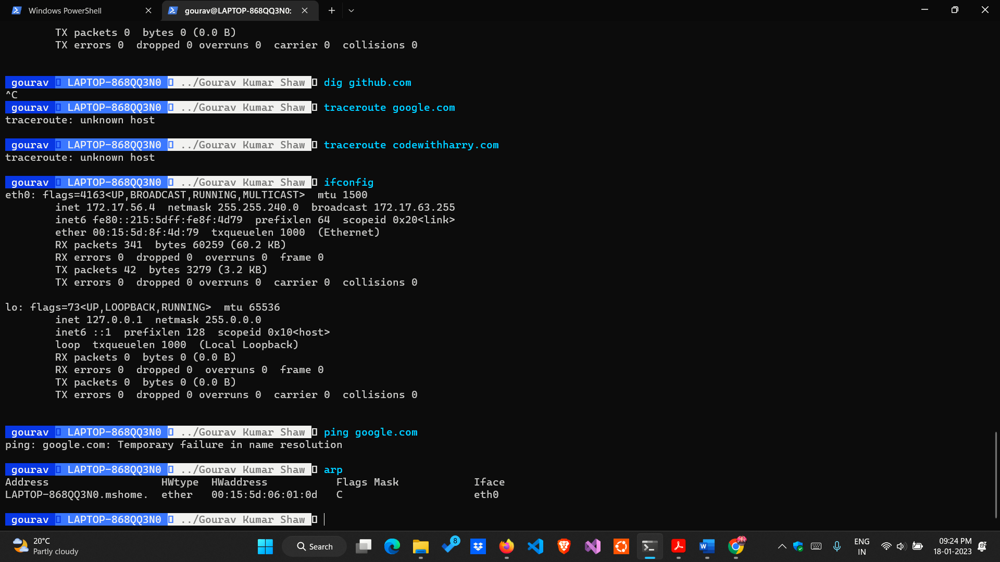 Windows PowerShell
gourav@LAPTOP-868QQ3N0:
TX packets 0  bytes 0 (0.0 B)
TX errors 0  dropped 0 overruns 0  carrier 0  collisions 0
gourav LAPTOP-868QQ3N0 ../Gourav Kumar Shaw dig github.com
^C
gourav LAPTOP-868QQ3N0 ../Gourav Kumar Shaw traceroute google.com
traceroute: unknown host
gourav LAPTOP-868QQ3N0 ../Gourav Kumar Shaw traceroute codewithharry.com
traceroute: unknown host
gourav LAPTOP-868QQ3N0 ../Gourav Kumar Shaw ifconfig
eth0: flags=4163<UP,BROADCAST,RUNNING,MULTICAST>  mtu 1500
inet 172.17.56.4  netmask 255.255.240.0  broadcast 172.17.63.255
inet6 fe80::215:5dff:fe8f:4d79  prefixlen 64  scopeid 0x20<link>
ether 00:15:5d:8f:4d:79  txqueuelen 1000  (Ethernet)
RX packets 341  bytes 60259 (60.2 KB)
RX errors 0  dropped 0  overruns 0  frame 0
TX packets 42  bytes 3279 (3.2 KB)
TX errors 0  dropped 0 overruns 0  carrier 0  collisions 0
lo: flags=73<UP,LOOPBACK,RUNNING>  mtu 65536
inet 127.0.0.1  netmask 255.0.0.0
inet6 ::1  prefixlen 128  scopeid 0x10<host>
loop  txqueuelen 1000  (Local Loopback)
RX packets 0  bytes 0 (0.0 B)
RX errors 0  dropped 0  overruns 0  frame 0
TX packets 0  bytes 0 (0.0 B)
TX errors 0  dropped 0 overruns 0  carrier 0  collisions 0
gourav LAPTOP-868QQ3N0 ../Gourav Kumar Shaw ping google.com
ping: google.com: Temporary failure in name resolution
gourav LAPTOP-868QQ3N0 ../Gourav Kumar Shaw arp
Address HWtype HWaddress Flags Mask Iface
LAPTOP-868QQ3N0.mshome. ether 00:15:5d:06:01:0d C eth0
gourav LAPTOP-868QQ3N0 ../Gourav Kumar Shaw
20°C
Partly cloudy
Search
8
ENG
IN
09:24 PM
18-01-2023